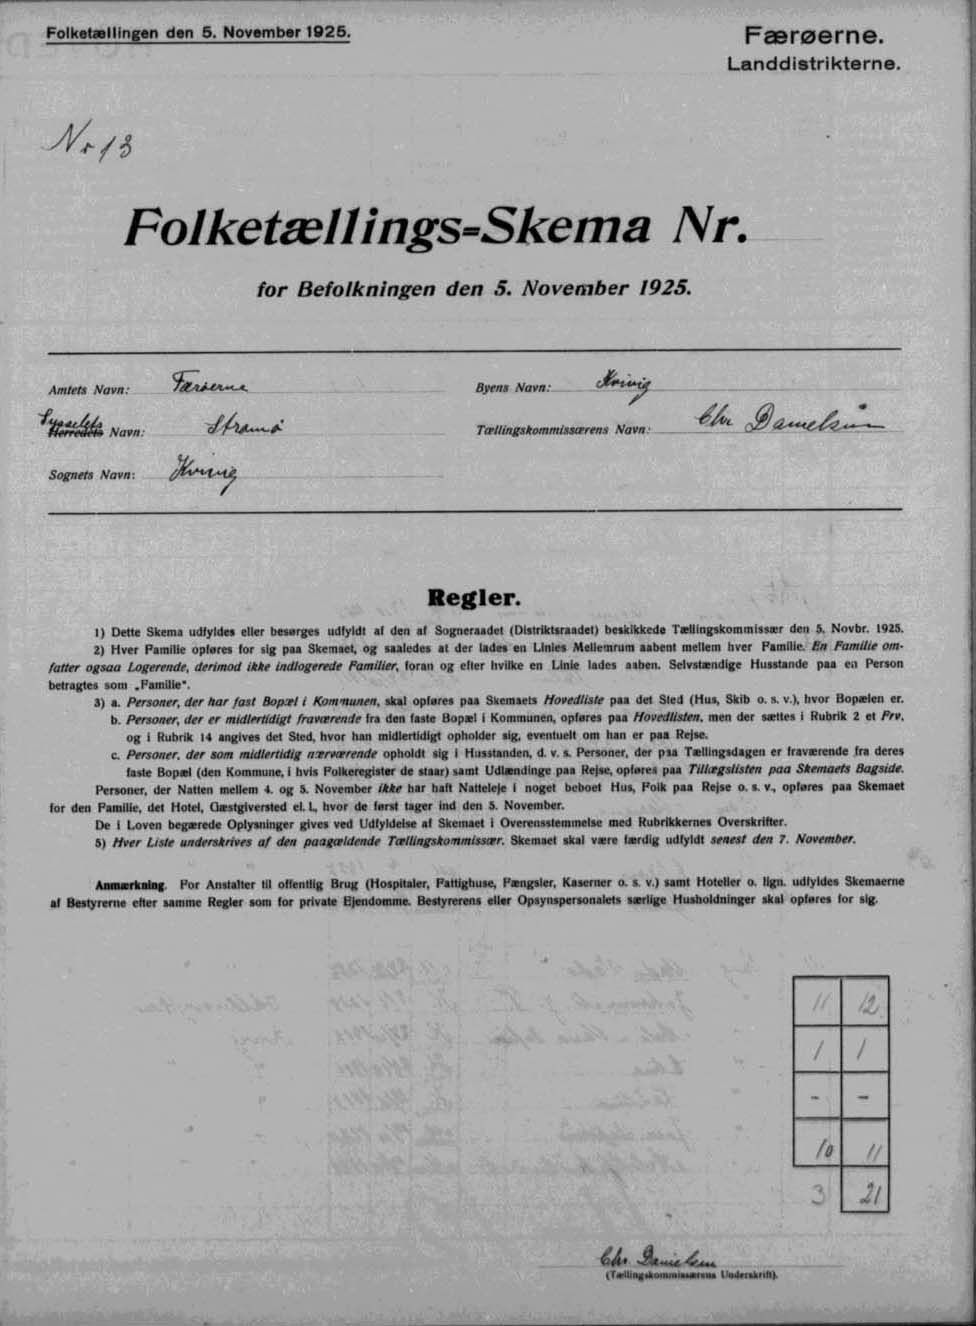 Folketællingen den 5. November 1925.
Færøerne.
Landdistrikterne.
Nr 13
Folketællings=Skema Nr.
for Befolkningen den 5. November 1925.
Amtets Navn: Færøerne
Byens Navn: Kvivig
Sysselets
Herredets Navn: Strømø
Tællingskommissærens Navn: Chr Danielsen
Sognets Navn: Kvivig
Regler.
1) Dette Skema udfyldes eller besørges udfyldt af den af Sogneraadet (Distriktsraadet) beskikkede Tællingskommissær den 5. Novbr. 1925.
2) Hver Familie opføres for sig paa Skemaet, og saaledes at der lades en Linies Mellemrum aabent mellem hver Familie. En Familie om-
fatter ogsaa Logerende, derimod ikke indlogerede Familier, foran og efter hvilke en Linie lades aaben. Selvstændige Husstande paa en Person
betragtes som „Familie".
3) a. Personer, der har fast Bopæl i Kommunen, skal opføres paa Skemaets Hovedliste paa det Sted (Hus, Skib o. s. v.), hvor Bopælen er.
b. Personer, der er midlertidigt fraværende fra den faste Bopæl i Kommunen, opføres paa Hovedlisten, men der sættes i Rubrik 2 et Frv,
og i Rubrik 14 angives det Sted, hvor han midlertidigt opholder sig, eventuelt om han er paa Rejse.
c. Personer, der som midlertidig nærværende opholdt sig i Husstanden, d. v. s. Personer, der paa Tællingsdagen er fraværende fra deres
faste Bopæl (den Kommune, i hvis Folkeregister de staar) samt Udlændinge paa Rejse, opføres paa Tillægslisten paa Skemaets Bagside.
Personer, der Natten mellem 4. og 5. November ikke har haft Natteleje i noget beboet Hus, Folk paa Rejse o. s. v., opføres paa Skemaet
for den Familie, det Hotel, Gæstgiversted el. l., hvor de først tager ind den 5. November.
De i Loven begærede Oplysninger gives ved Udfyldelse af Skemaet i Overensstemmelse med Rubrikkernes Overskrifter.
5) Hver Liste underskrives af den paagældende Tællingskommissær. Skemaet skal være færdig udfyldt senest den 7. November.
Anmærkning. For Anstalter til offentlig Brug (Hospitaler, Fattighuse, Fængsler, Kaserner o. s. v.) samt Hoteller o. lign. udfyldes Skemaerne
af Bestyrerne efter samme Regler som for private Ejendomme. Bestyrerens eller Opsynspersonalets særlige Husholdninger skal opføres for sig.
11 12
1 1
- -
10 11
3 21
Chr. Danielsen
(Tællingskommissærens Underskrift).